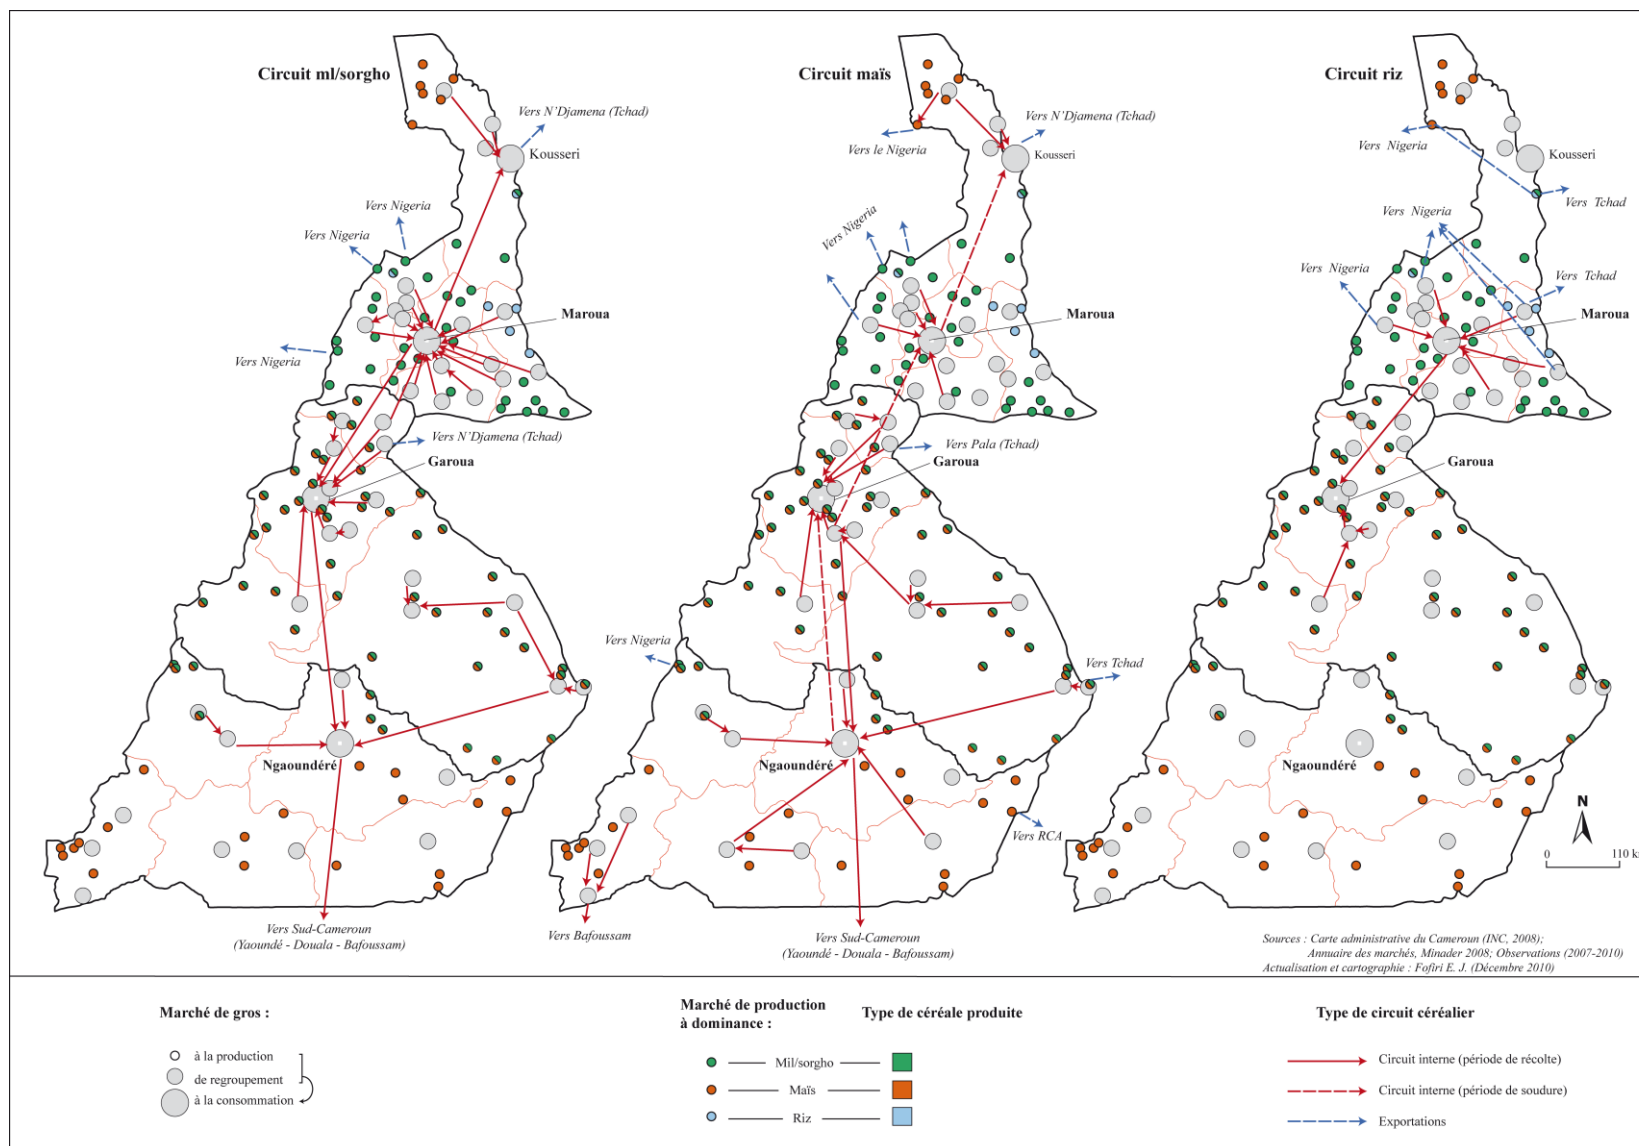 Circuit ml/sorgho
Vers N'Djamena (Tchad)
Kousseri
Vers Nigeria
Vers Nigeria
Maroua
Vers Nigeria
Vers N'Djamena (Tchad)
Garoua
Ngaoundéré
Vers Sud-Cameroun
(Yaoundé - Douala - Bafoussam)
Circuit maïs
Vers N'Djamena (Tchad)
Vers le Nigeria
Kousseri
Vers Nigeria
Maroua
Vers Pala (Tchad)
Garoua
Vers Nigeria
Vers Tchad
Ngaoundéré
Vers RCA
Vers Bafoussam
Vers Sud-Cameroun
(Yaoundé - Douala - Bafoussam)
Circuit riz
Vers Nigeria
Kousseri
Vers Tchad
Vers Nigeria
Vers Nigeria
Vers Tchad
Maroua
Garoua
Ngaoundéré
N
0 110 km
Sources : Carte administrative du Cameroun (INC, 2008);
Annuaire des marchés, Minader 2008; Observations (2007-2010)
Actualisation et cartographie : Fofiri E. J. (Décembre 2010)
Marché de gros :
à la production
de regroupement
à la consommation
Marché de production
à dominance :
Type de céréale produite
Mil/sorgho
Maïs
Riz
Type de circuit céréalier
Circuit interne (période de récolte)
Circuit interne (période de soudure)
Exportations